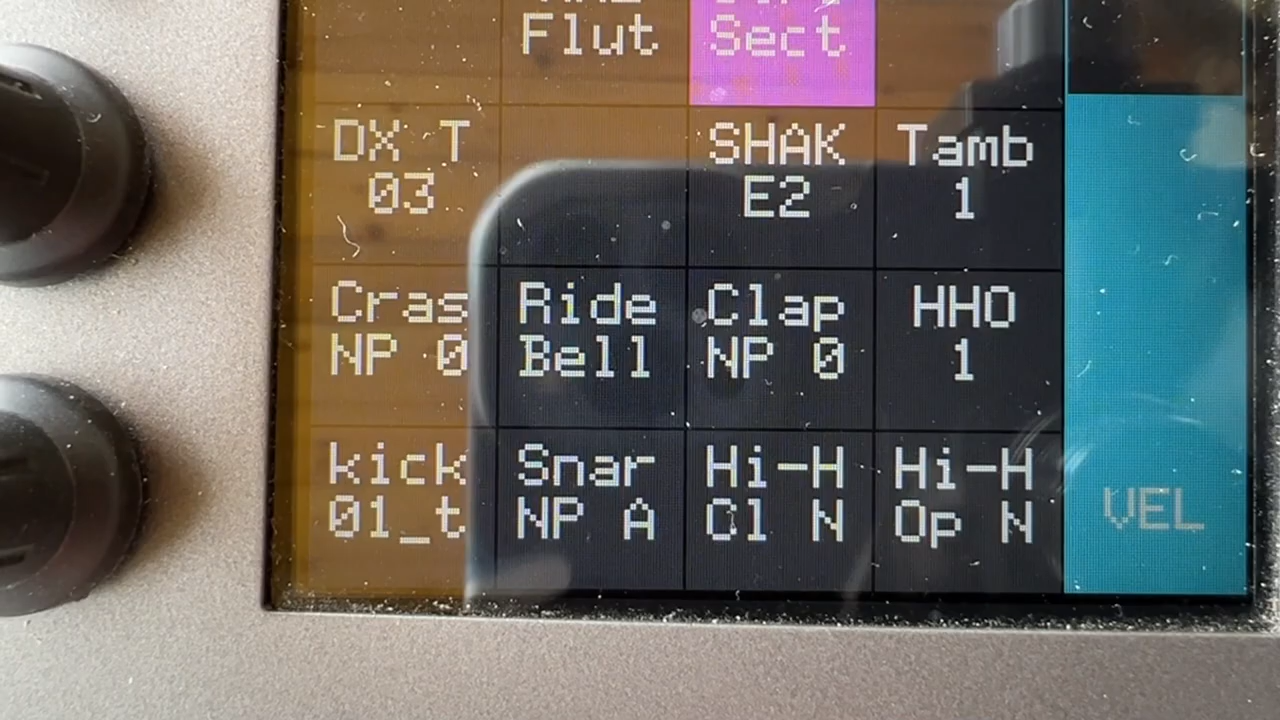 Flut
Sect
DX T
03
SHAK
E2
Tamb
1
Cras
NP 0
Ride
Bell
Clap
NP 0
HHO
1
kick
01_t
Snar
NP A
Hi-H
Cl N
Hi-H
Op N
VEL